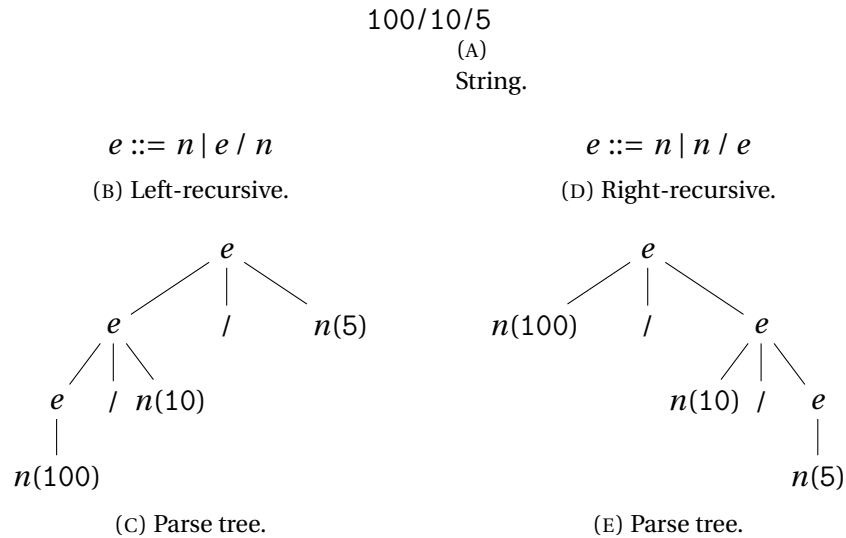 100/10/5
(A)
String.
e ::= n | e / n
e ::= n | n / e
(B) Left-recursive.
(D) Right-recursive.
e
e
e / n(5)
n(100) / e
e / n(10)
n(10) / e
n(100)
n(5)
(C) Parse tree.
(E) Parse tree.